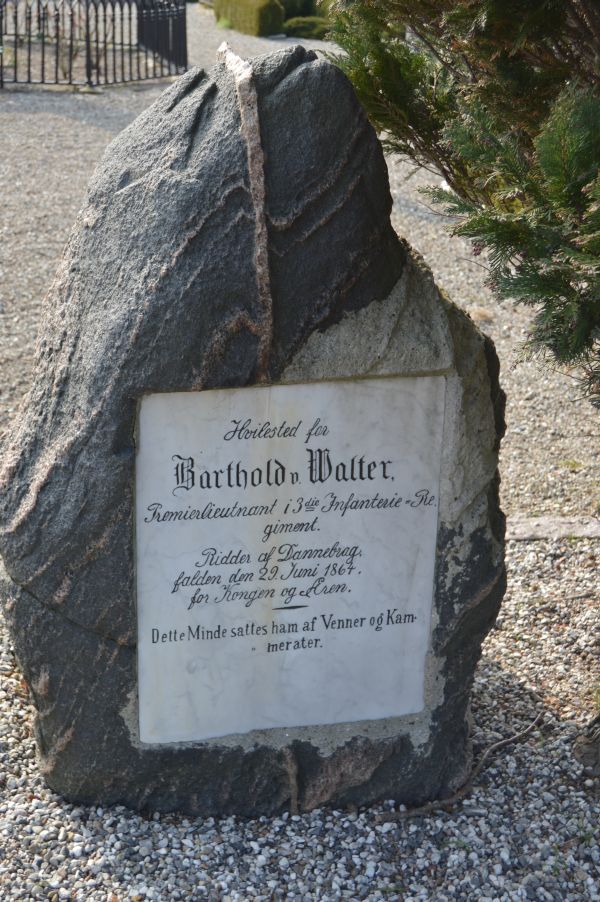 Hvilested for
Barthold v. Walter,
Premierlieutnant i 3die Infanterie-Re-
giment.
Ridder af Dannebrog,
falden den 29. Juni 1864.
for Kongen og Æren.
Dette Minde sattes ham af Venner og Kam-
merater.